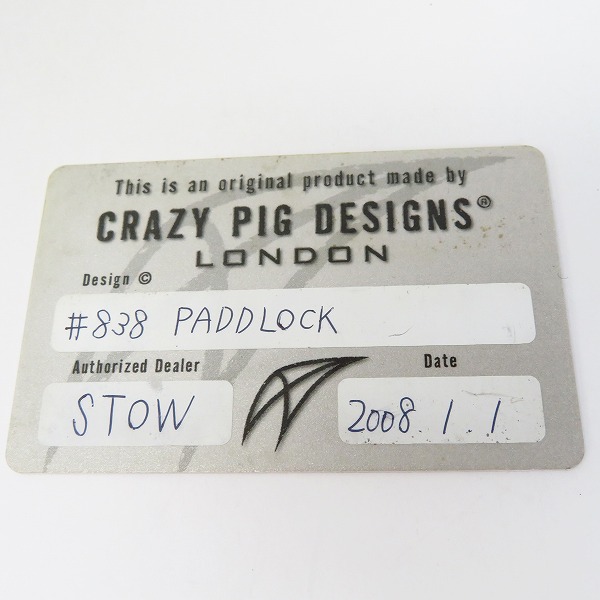 This is an original product made by
CRAZY PIG DESIGNS®
LONDON
Design ©
#838 PADDLOCK
Authorized Dealer
Date
STOW
2008.1.1